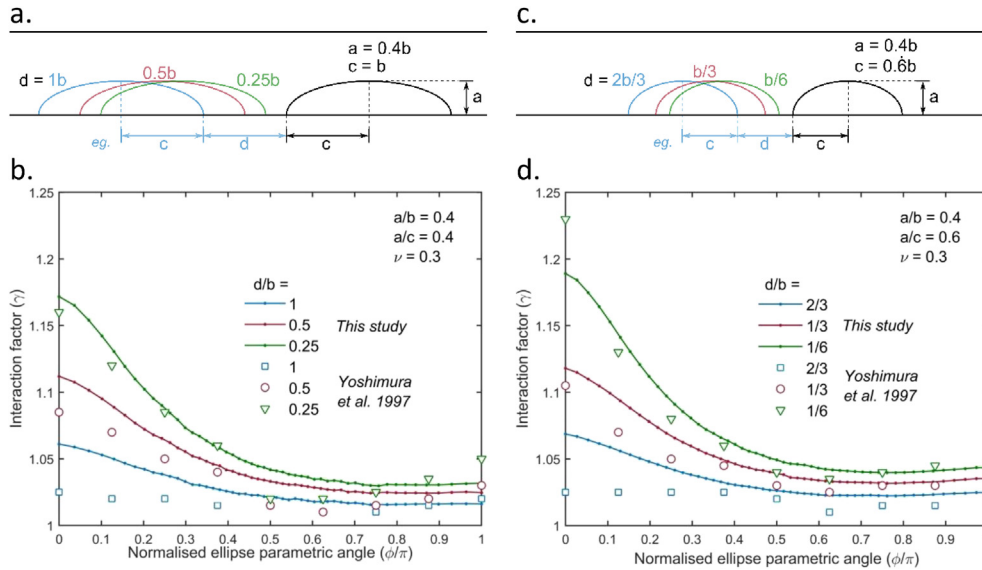 a.
d = 1b
0.5b
0.25b
a = 0.4b
c = b
a
eg.
c
d
c
c.
d = 2b/3
b/3
b/6
a = 0.4b
c = 0.6̇b
a
eg.
c
d
c
b.
1.25
1.2
1.15
1.1
1.05
1
Interaction factor (γ)
a/b = 0.4
a/c = 0.4
ν = 0.3
d/b =
1
0.5 This study
0.25
1
0.5 Yoshimura
0.25 et al. 1997
0 0.1 0.2 0.3 0.4 0.5 0.6 0.7 0.8 0.9 1
Normalised ellipse parametric angle (ϕ/π)
d.
1.25
1.2
1.15
1.1
1.05
1
Interaction factor (γ)
a/b = 0.4
a/c = 0.6
ν = 0.3
d/b =
2/3
1/3 This study
1/6
2/3
1/3 Yoshimura
1/6 et al. 1997
0 0.1 0.2 0.3 0.4 0.5 0.6 0.7 0.8 0.9
Normalised ellipse parametric angle (ϕ/π)